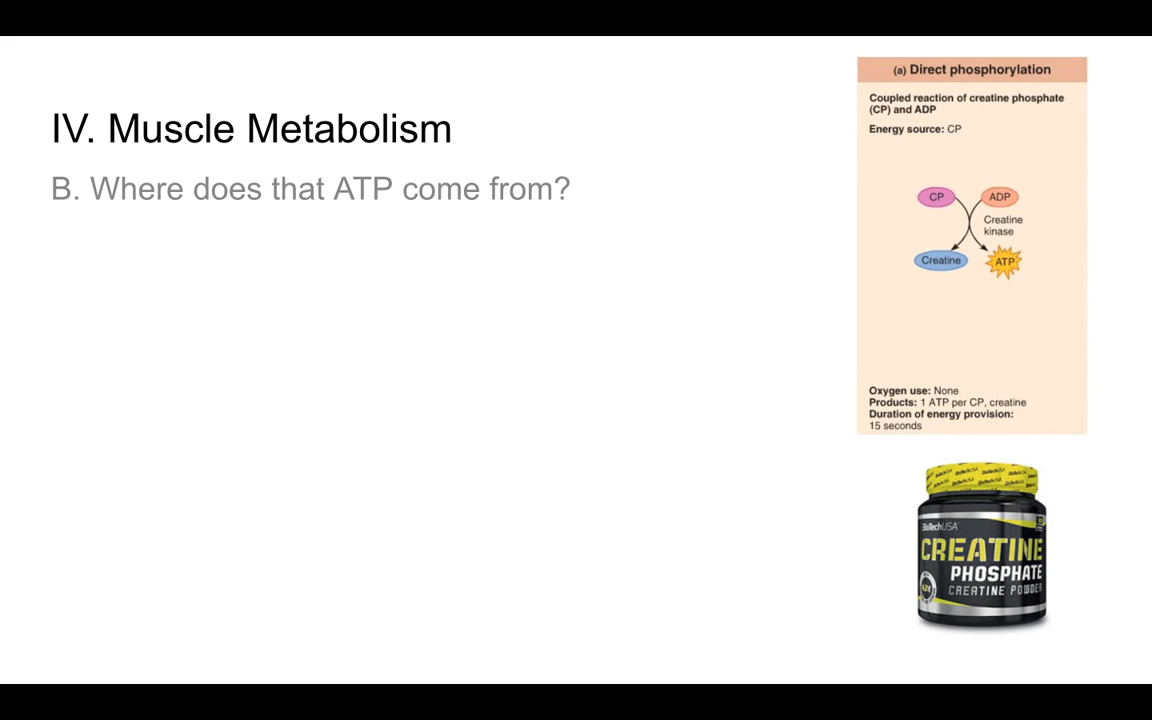 IV. Muscle Metabolism
B. Where does that ATP come from?
(a) Direct phosphorylation
Coupled reaction of creatine phosphate
(CP) and ADP
Energy source: CP
CP
ADP
Creatine
kinase
Creatine
ATP
Oxygen use: None
Products: 1 ATP per CP, creatine
Duration of energy provision:
15 seconds
BioTechUSA
CREATINE
PHOSPHATE
CREATINE POWDER